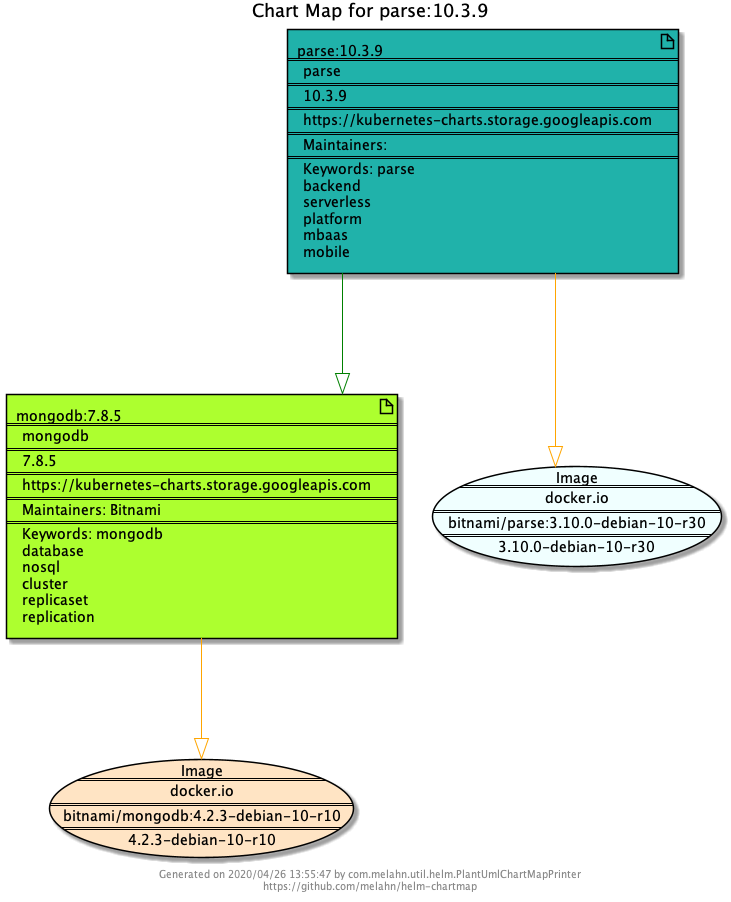 Chart Map for parse:10.3.9
parse:10.3.9
parse
10.3.9
https://kubernetes-charts.storage.googleapis.com
Maintainers:
Keywords: parse
backend
serverless
platform
mbaas
mobile
mongodb:7.8.5
mongodb
7.8.5
https://kubernetes-charts.storage.googleapis.com
Maintainers: Bitnami
Keywords: mongodb
database
nosql
cluster
replicaset
replication
Image
docker.io
bitnami/parse:3.10.0-debian-10-r30
3.10.0-debian-10-r30
Image
docker.io
bitnami/mongodb:4.2.3-debian-10-r10
4.2.3-debian-10-r10
Generated on 2020/04/26 13:55:47 by com.melahn.util.helm.PlantUmlChartMapPrinter
https://github.com/melahn/helm-chartmap